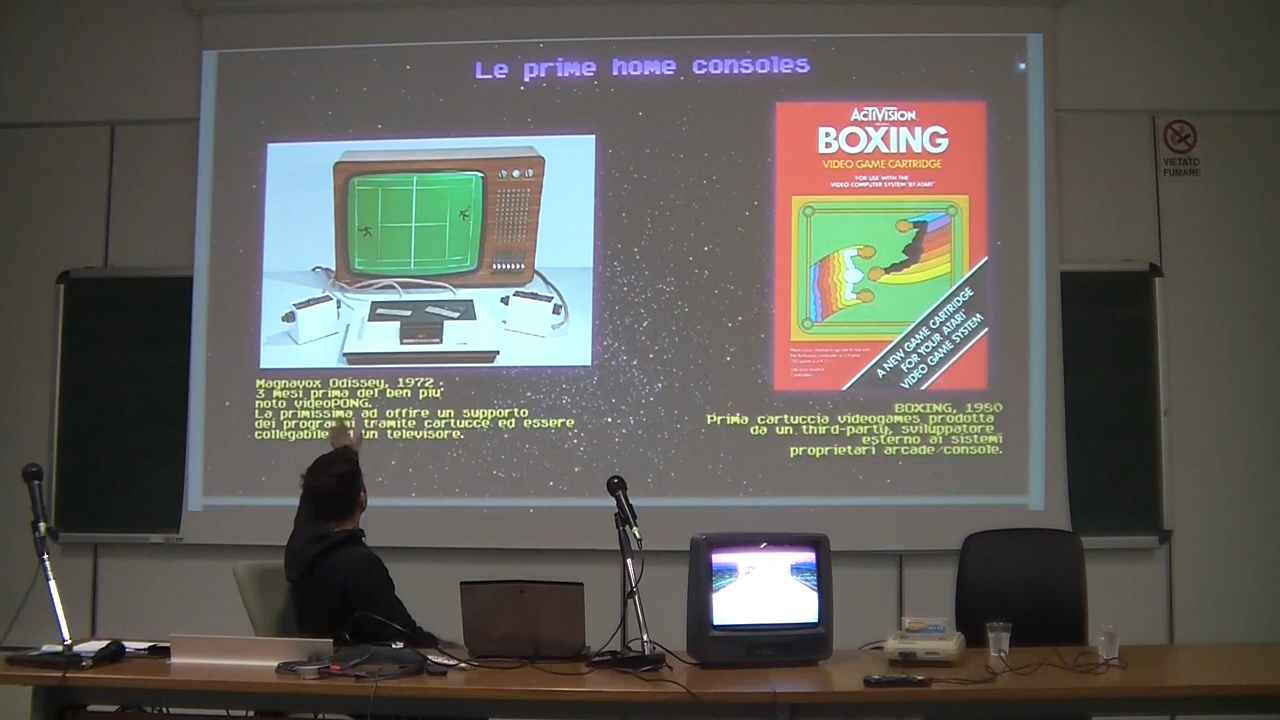 Le prime home consoles
ACTIVISION
BOXING
VIDEO GAME CARTRIDGE
FOR USE WITH THE
VIDEO COMPUTER SYSTEM™ BY ATARI®
A NEW GAME CARTRIDGE
FOR YOUR ATARI®
VIDEO GAME SYSTEM
Magnavox Odissey, 1972.
3 mesi prima del ben piu'
noto videoPONG.
La primissima ad offire un supporto
dei programmi tramite cartucce ed essere
collegabile un televisore.
BOXING, 1980
Prima cartuccia videogames prodotta
da un third-party, sviluppatore
esterno ai sistemi
proprietari arcade/console.
VIETATO
FUMARE